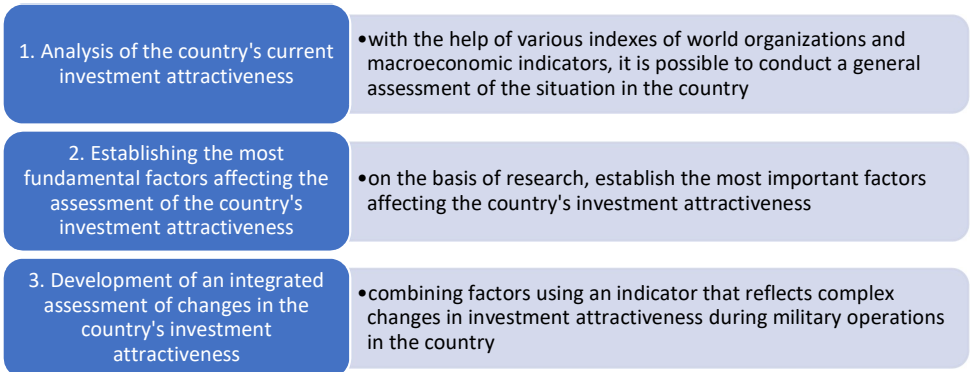 1. Analysis of the country's current
investment attractiveness
•with the help of various indexes of world organizations and
macroeconomic indicators, it is possible to conduct a general
assessment of the situation in the country
2. Establishing the most
fundamental factors affecting the
assessment of the country's
investment attractiveness
•on the basis of research, establish the most important factors
affecting the country's investment attractiveness
3. Development of an integrated
assessment of changes in the
country's investment
attractiveness
•combining factors using an indicator that reflects complex
changes in investment attractiveness during military operations
in the country